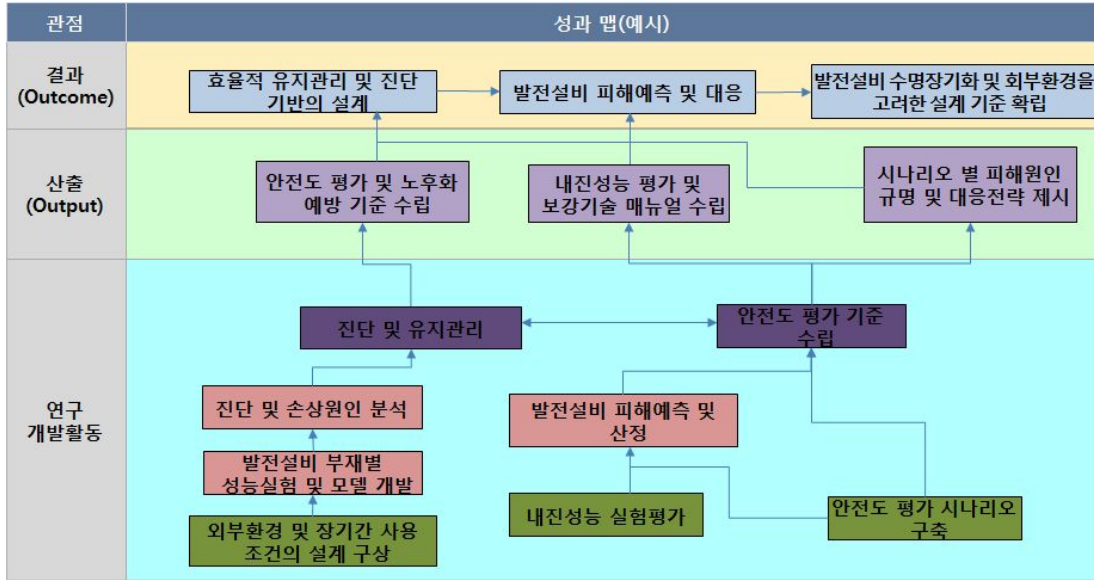 관점
성과 맵(예시)
결과
(Outcome)
효율적 유지관리 및 진단
기반의 설계
발전설비 피해예측 및 대응
발전설비 수명장기화 및 회부환경을
고려한 설계 기준 확립
산출
(Output)
안전도 평가 및 노후화
예방 기준 수립
내진성능 평가 및
보강기술 매뉴얼 수립
시나리오 별 피해원인
규명 및 대응전략 제시
연구
개발활동
진단 및 유지관리
안전도 평가 기준
수립
진단 및 손상원인 분석
발전설비 피해예측 및
산정
발전설비 부재별
성능실험 및 모델 개발
외부환경 및 장기간 사용
조건의 설계 구상
내진성능 실험평가
안전도 평가 시나리오
구축